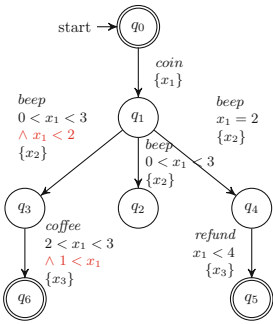 start
q₀
coin
{x₁}
beep
0 < x₁ < 3
∧ x₁ < 2
{x₂}
q₁
beep
x₁ = 2
{x₂}
beep
0 < x₁ < 3
{x₂}
q₃
q₂
q₄
coffee
2 < x₁ < 3
∧ 1 < x₁
{x₃}
refund
x₁ < 4
{x₃}
q₆
q₅